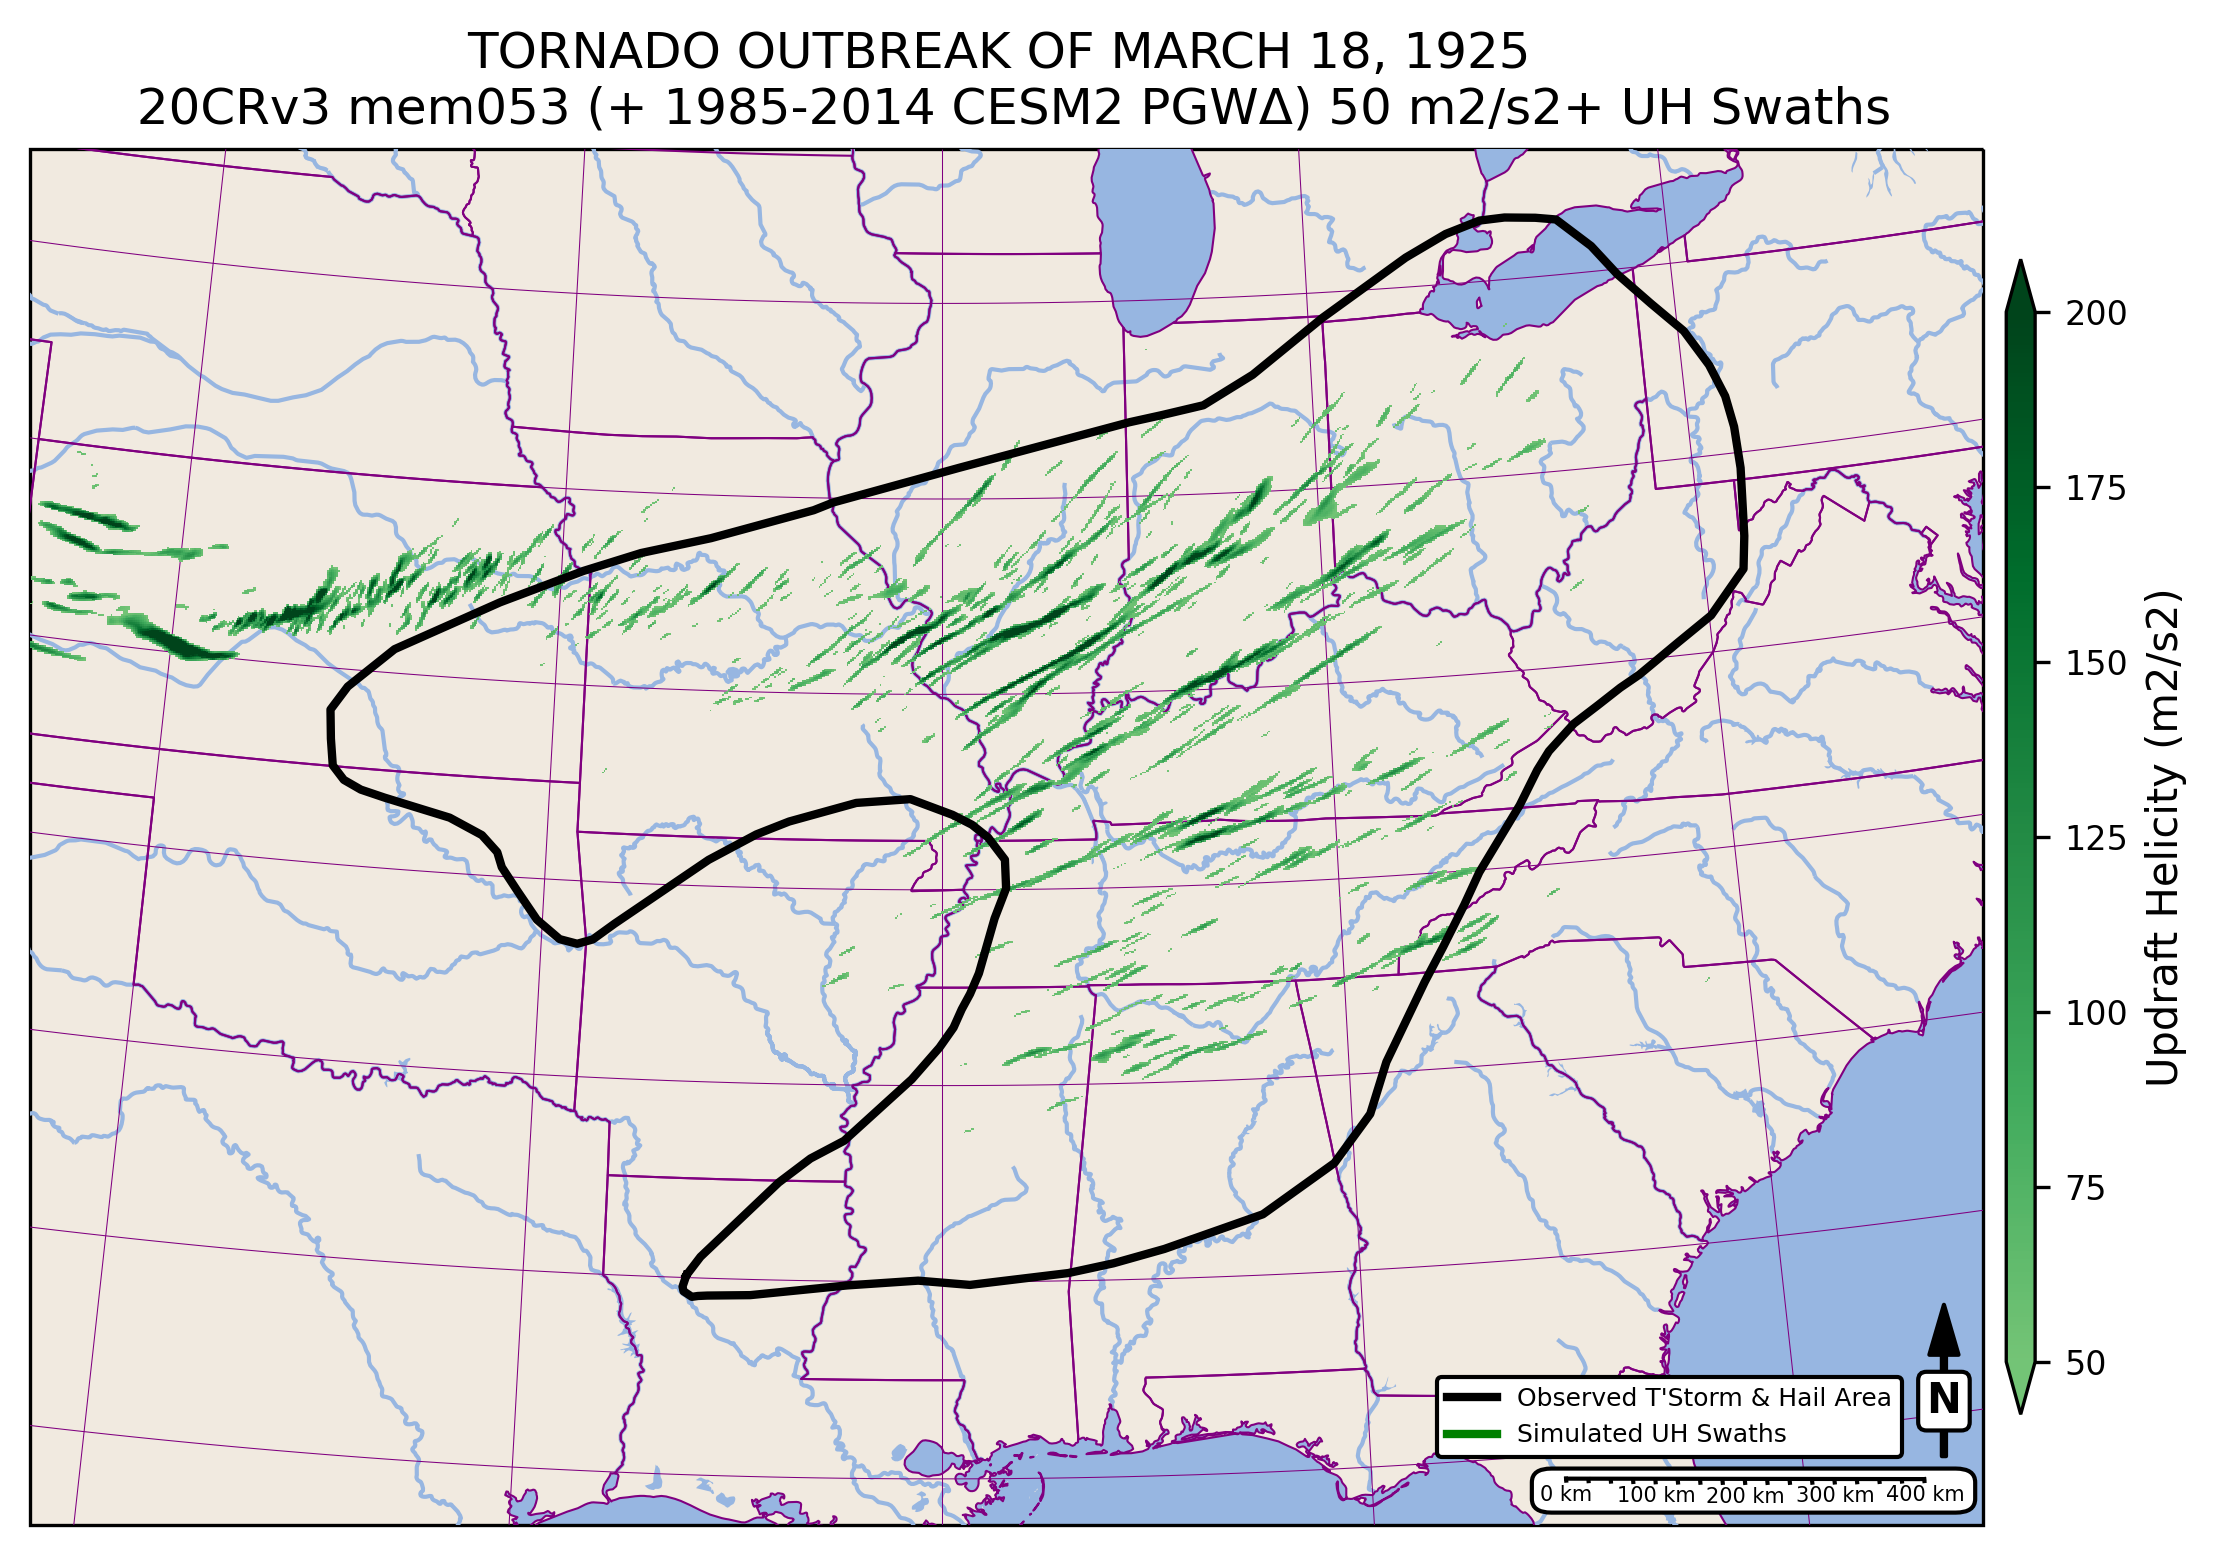 TORNADO OUTBREAK OF MARCH 18, 1925
20CRv3 mem053 (+ 1985-2014 CESM2 PGWΔ) 50 m2/s2+ UH Swaths
200
175
150
125
100
75
50
Updraft Helicity (m2/s2)
Observed T'Storm & Hail Area
Simulated UH Swaths
N
0 km 100 km 200 km 300 km 400 km